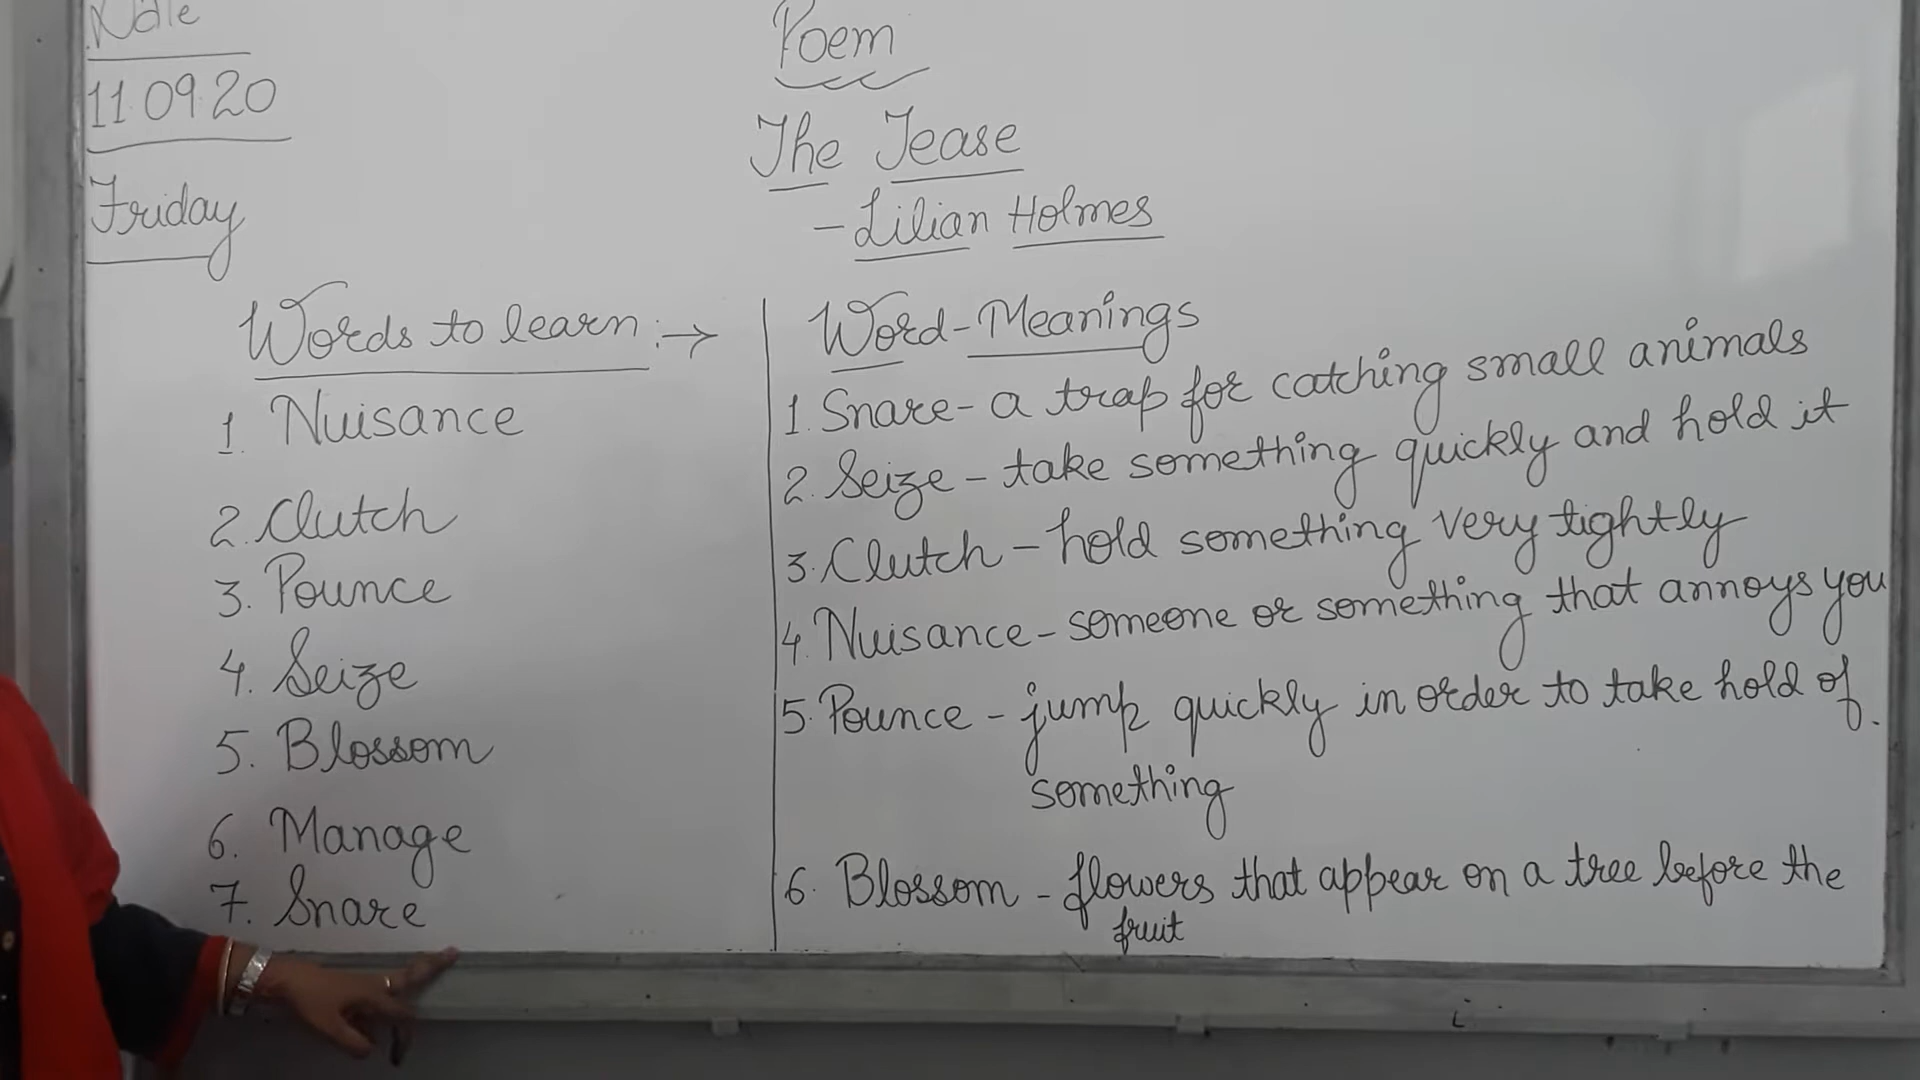 Date
11.09.20
Friday
Poem
The Tease
- Lilian Holmes
Words to learn :→
1. Nuisance
2. Clutch
3. Pounce
4. Seize
5. Blossom
6. Manage
7. Snare
Word-Meanings
1. Snare - a trap for catching small animals
2. Seize - take something quickly and hold it
3. Clutch - hold something very tightly
4. Nuisance - someone or something that annoys you
5. Pounce - jump quickly in order to take hold of.
something
6. Blossom - flowers that appear on a tree before the
fruit